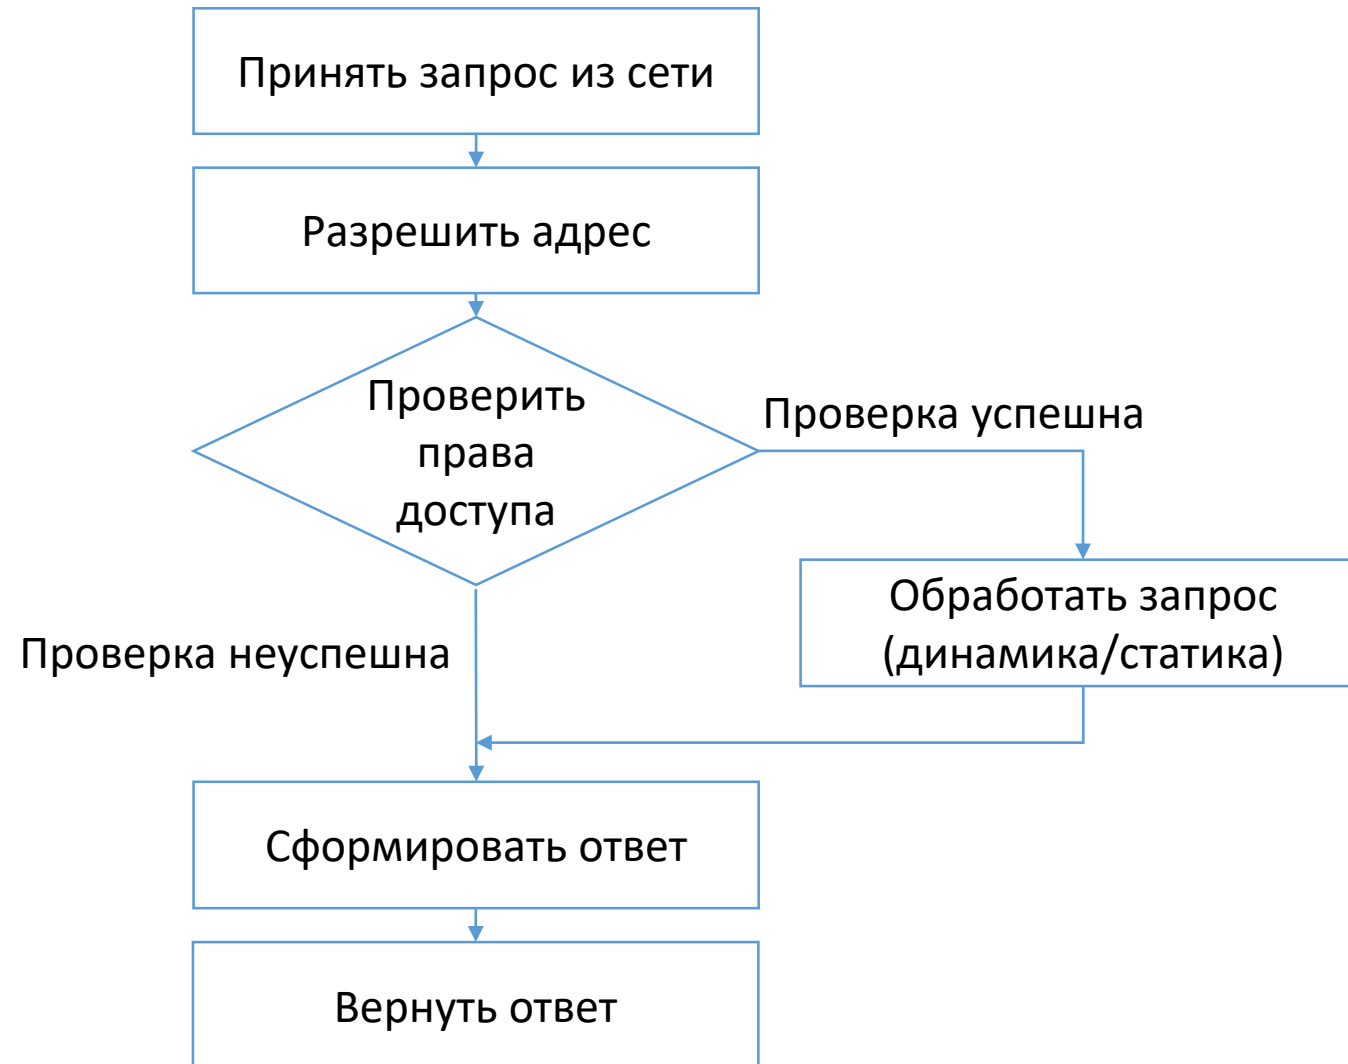 Принять запрос из сети
Разрешить адрес
Проверить
права
доступа
Проверка успешна
Обработать запрос
(динамика/статика)
Проверка неуспешна
Сформировать ответ
Вернуть ответ